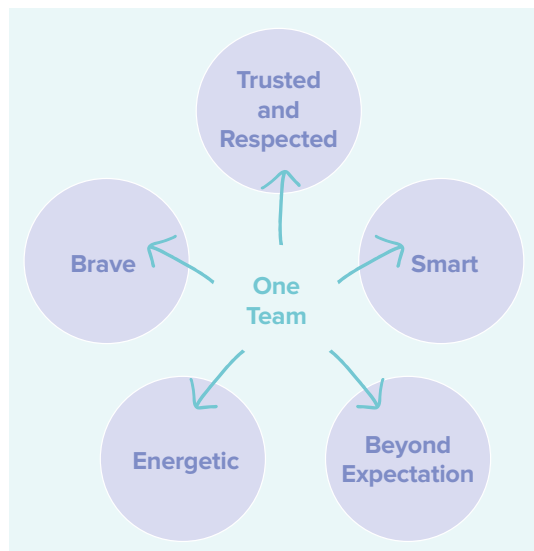 Trusted
and
Respected
Brave
Smart
One
Team
Energetic
Beyond
Expectation